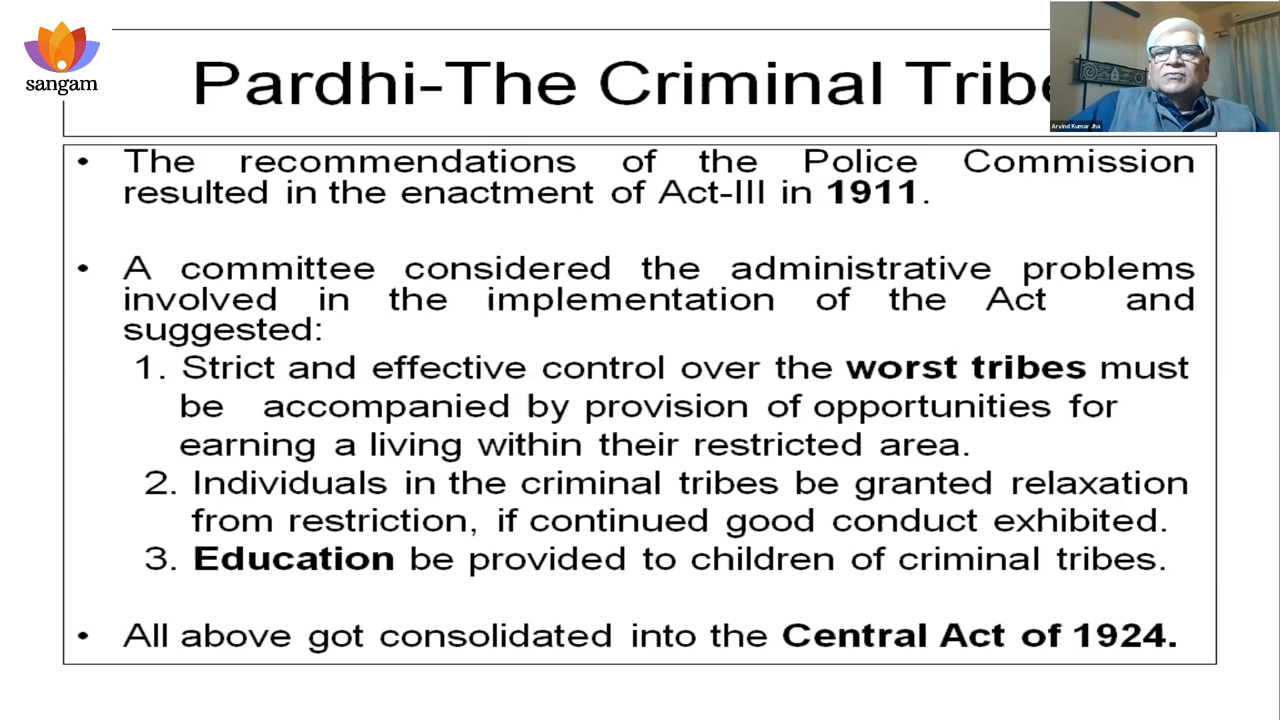 sangam
Pardhi-The Criminal Tribe
Arvind Kumar Jha
• The recommendations of the Police Commission
resulted in the enactment of Act-III in 1911.
• A committee considered the administrative problems
involved in the implementation of the Act and
suggested:
1. Strict and effective control over the worst tribes must
be accompanied by provision of opportunities for
earning a living within their restricted area.
2. Individuals in the criminal tribes be granted relaxation
from restriction, if continued good conduct exhibited.
3. Education be provided to children of criminal tribes.
• All above got consolidated into the Central Act of 1924.